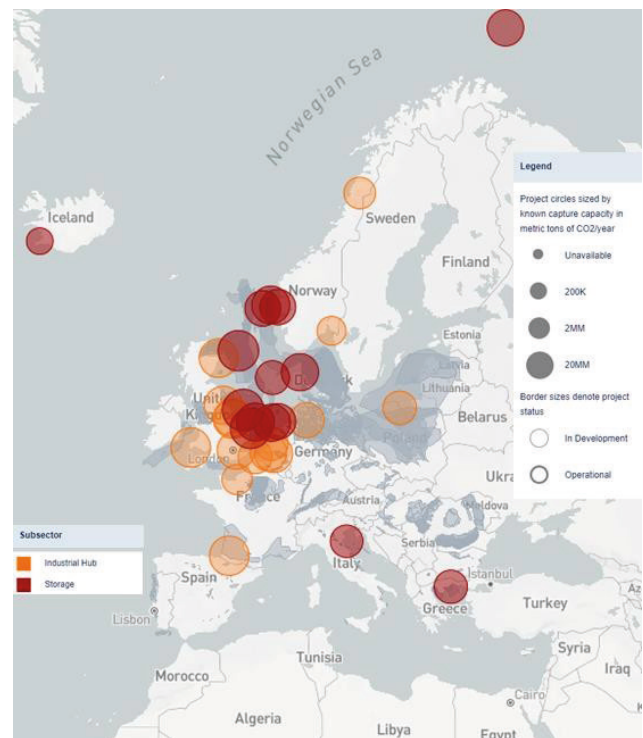 Norwegian Sea
Iceland
Sweden
Finland
Norway
Estonia
Latvia
Lithuania
Belarus
Germany
London
Ukra
France
Austria
Moldova
Serbia
Italy
Istanbul
Spain
Greece
Turkey
Lisbon
Syria
Tunisia
Iraq
Morocco
Cairo
Algeria
Libya
Egypt
Legend
Project circles sized by
known capture capacity in
metric tons of CO2/year
Unavailable
200K
2MM
20MM
Border sizes denote project
status
In Development
Operational
Subsector
Industrial Hub
Storage